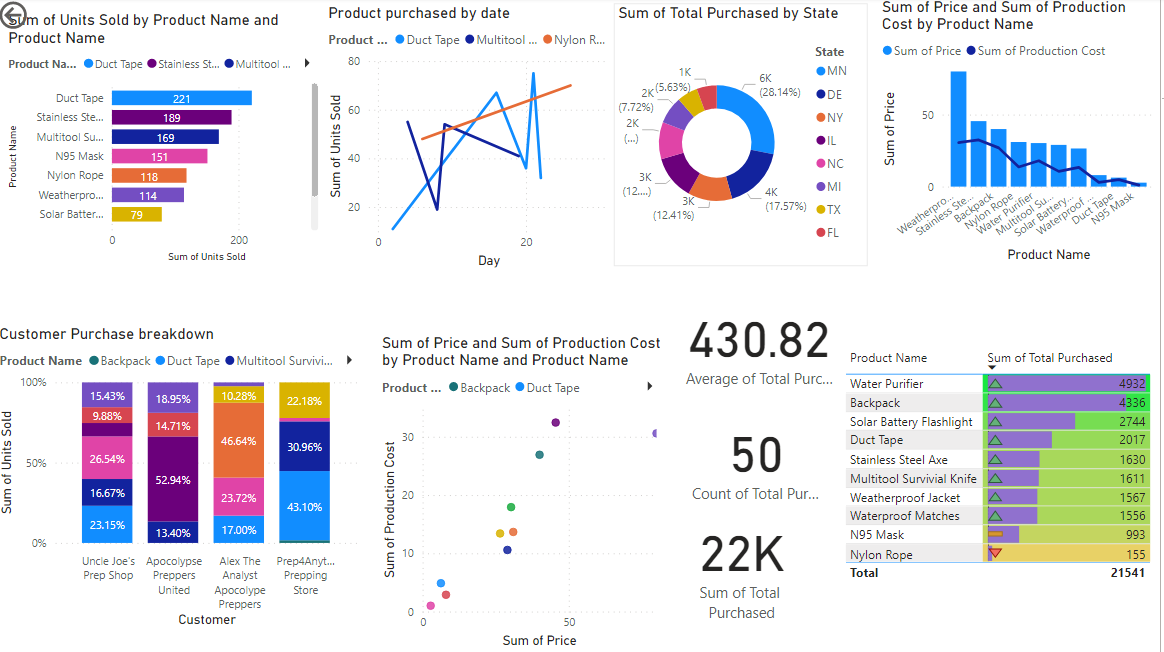 Sum of Units Sold by Product Name and
Product Name
Product Na... Duct Tape Stainless St... Multitool ...
Product Name
Duct Tape 221
Stainless Ste... 189
Multitool Su... 169
N95 Mask 151
Nylon Rope 118
Weatherpro... 114
Solar Batter... 79
0 200
Sum of Units Sold
Product purchased by date
Product ... Duct Tape Multitool ... Nylon R...
Sum of Units Sold
80
60
40
20
0 20
Day
Sum of Total Purchased by State
1K
(5.63%)
2K
(7.72%)
2K
(...)
3K
(12....)
3K
(12.41%)
4K
(17.57%)
6K
(28.14%)
State
MN
DE
NY
IL
NC
MI
TX
FL
Sum of Price and Sum of Production
Cost by Product Name
Sum of Price Sum of Production Cost
Sum of Price
50
0
Weatherpro...
Stainless Ste...
Backpack
Nylon Rope
Water Purifier
Multitool Su...
Solar Battery...
Waterproof ...
Duct Tape
N95 Mask
Product Name
Customer Purchase breakdown
Product Name Backpack Duct Tape Multitool Survivi...
Sum of Units Sold
100%
50%
0%
15.43%
9.88%
26.54%
16.67%
23.15%
18.95%
14.71%
52.94%
13.40%
10.28%
46.64%
23.72%
17.00%
22.18%
30.96%
43.10%
Uncle Joe's
Prep Shop
Apocolypse
Preppers
United
Alex The
Analyst
Apocolype
Preppers
Prep4Anyt...
Prepping
Store
Customer
Sum of Price and Sum of Production Cost
by Product Name and Product Name
Product ... Backpack Duct Tape
Sum of Production Cost
30
20
10
0
0 50
Sum of Price
430.82
Average of Total Purc...
50
Count of Total Pur...
22K
Sum of Total
Purchased
Product Name Sum of Total Purchased
Water Purifier 4932
Backpack 4336
Solar Battery Flashlight 2744
Duct Tape 2017
Stainless Steel Axe 1630
Multitool Survivial Knife 1611
Weatherproof Jacket 1567
Waterproof Matches 1556
N95 Mask 993
Nylon Rope 155
Total 21541